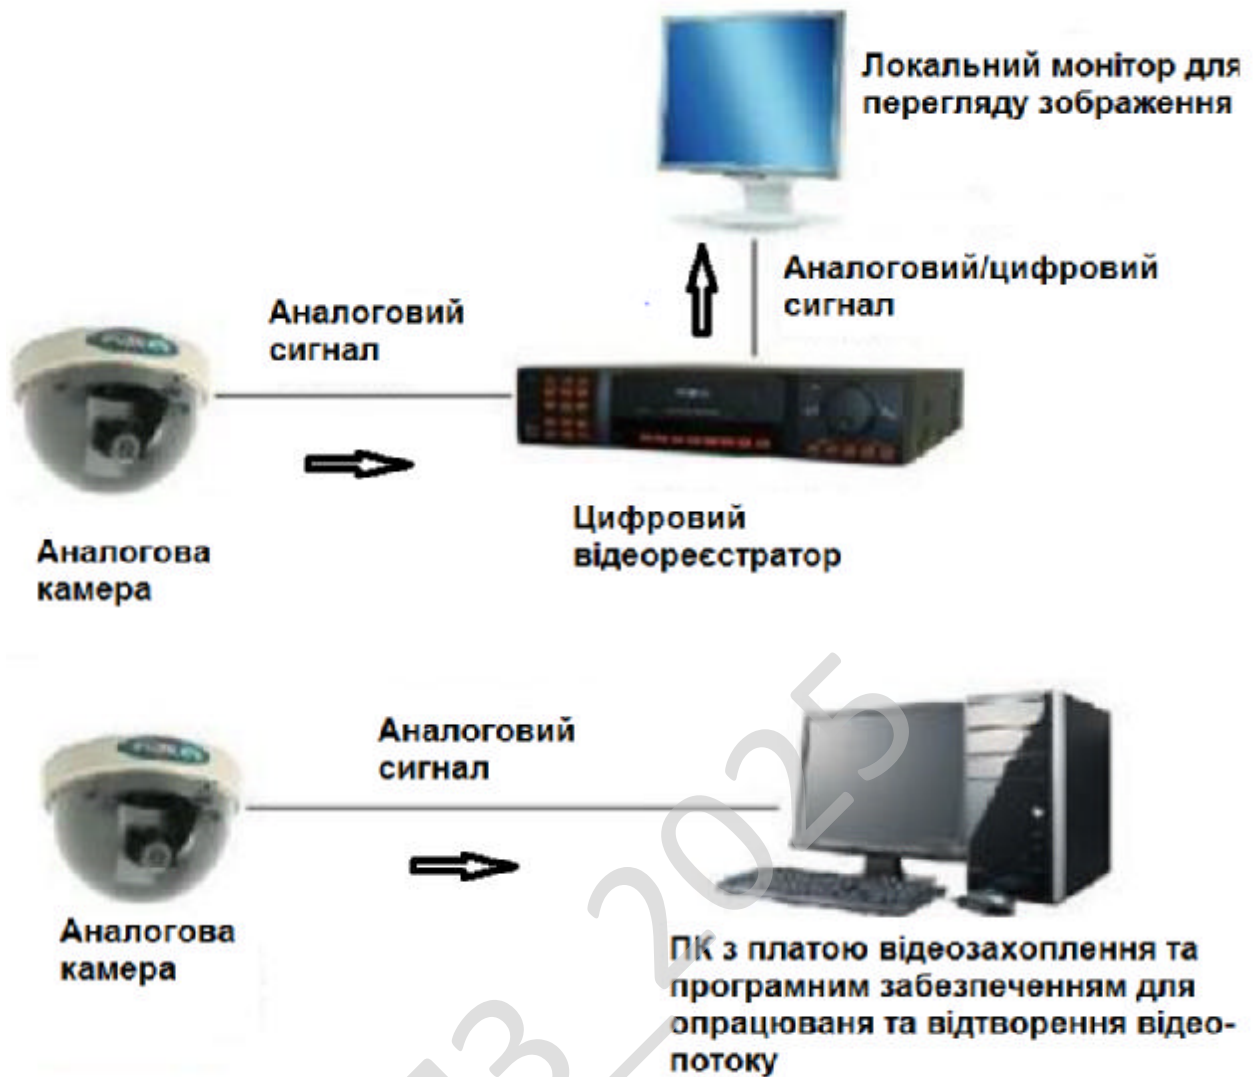 Локальний монітор для
перегляду зображення
Аналоговий/цифровий
сигнал
Аналоговий
сигнал
Цифровий
відеореєстратор
Аналогова
камера
Аналоговий
сигнал
Аналогова
камера
ПК з платою відеозахоплення та
програмним забезпеченням для
опрацюваня та відтворення відео-
потоку
3_2025